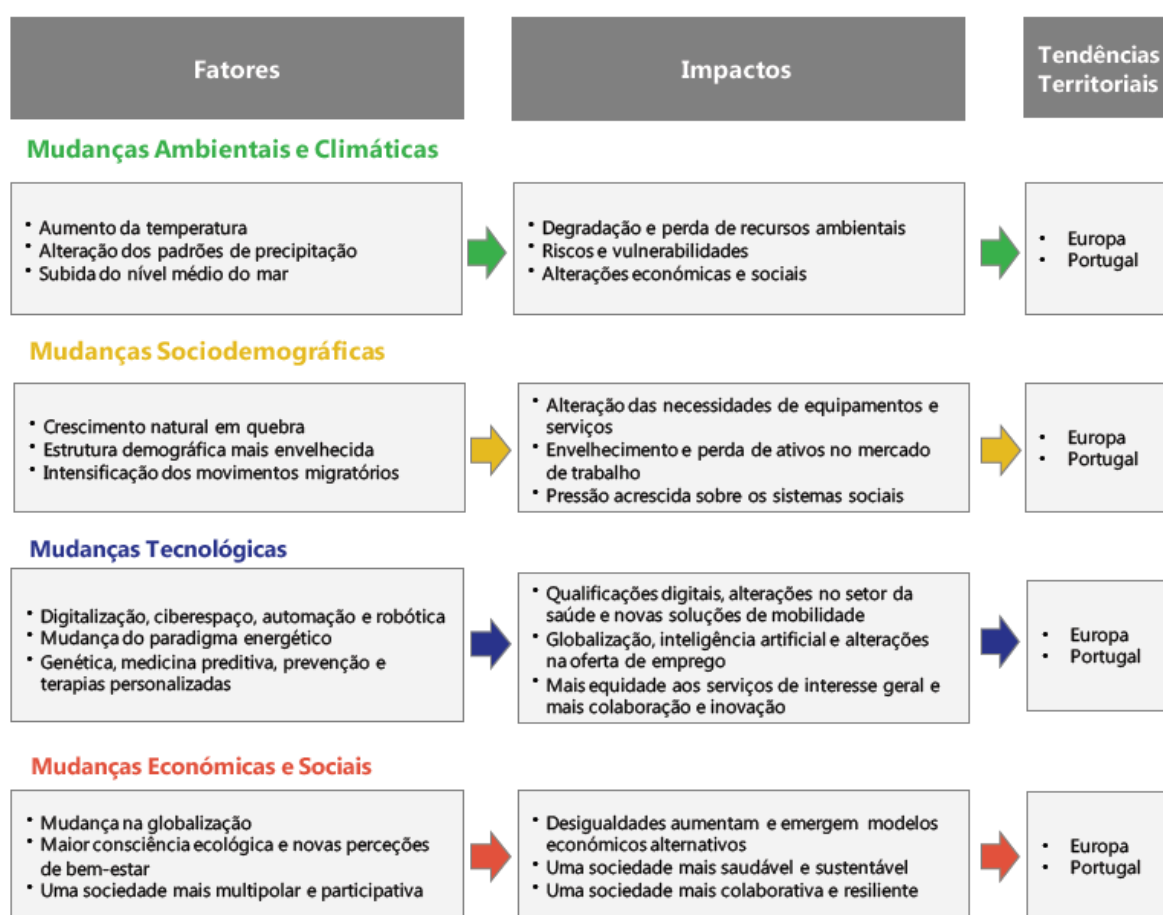 Fatores
Impactos
Tendências
Territoriais
Mudanças Ambientais e Climáticas
• Aumento da temperatura
• Alteração dos padrões de precipitação
• Subida do nível médio do mar
• Degradação e perda de recursos ambientais
• Riscos e vulnerabilidades
• Alterações económicas e sociais
• Europa
• Portugal
Mudanças Sociodemográficas
• Crescimento natural em quebra
• Estrutura demográfica mais envelhecida
• Intensificação dos movimentos migratórios
• Alteração das necessidades de equipamentos e
serviços
• Envelhecimento e perda de ativos no mercado
de trabalho
• Pressão acrescida sobre os sistemas sociais
• Europa
• Portugal
Mudanças Tecnológicas
• Digitalização, ciberespaço, automação e robótica
• Mudança do paradigma energético
• Genética, medicina preditiva, prevenção e
terapias personalizadas
• Qualificações digitais, alterações no setor da
saúde e novas soluções de mobilidade
• Globalização, inteligência artificial e alterações
na oferta de emprego
• Mais equidade aos serviços de interesse geral e
mais colaboração e inovação
• Europa
• Portugal
Mudanças Económicas e Sociais
• Mudança na globalização
• Maior consciência ecológica e novas perceções
de bem-estar
• Uma sociedade mais multipolar e participativa
• Desigualdades aumentam e emergem modelos
económicos alternativos
• Uma sociedade mais saudável e sustentável
• Uma sociedade mais colaborativa e resiliente
• Europa
• Portugal